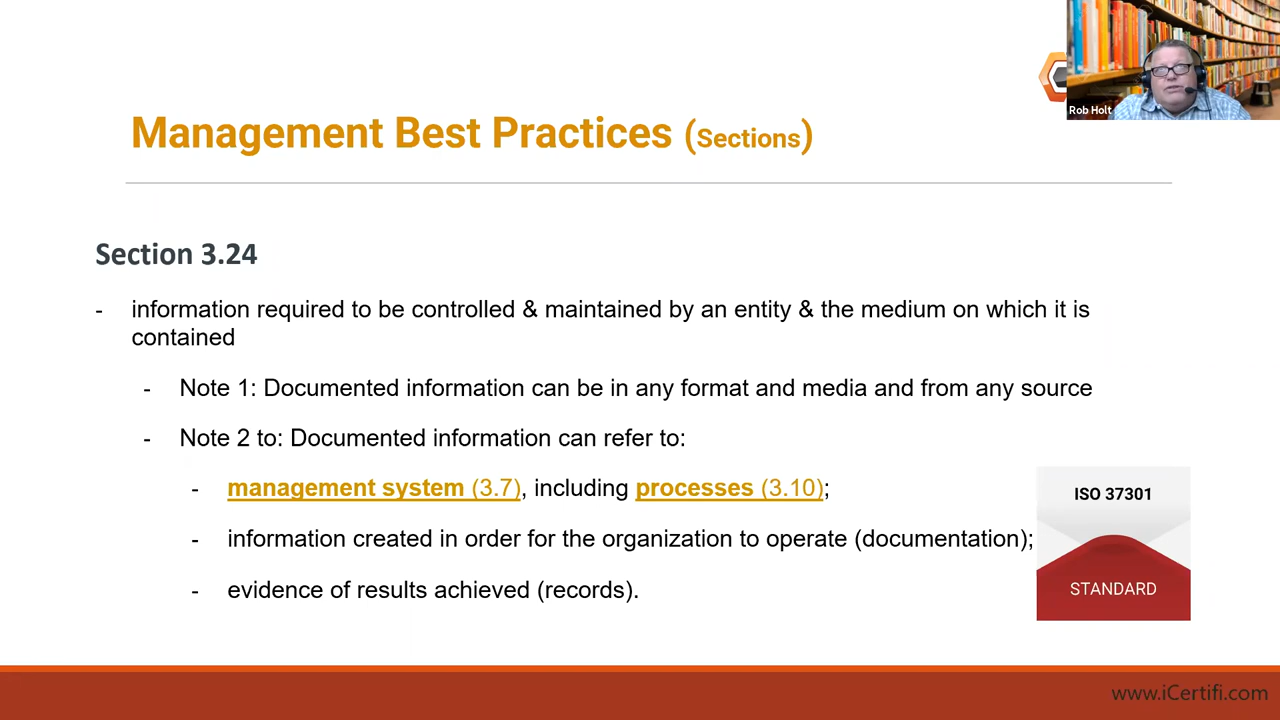 Rob Holt
Management Best Practices (Sections)
Section 3.24
- information required to be controlled & maintained by an entity & the medium on which it is
contained
- Note 1: Documented information can be in any format and media and from any source
- Note 2 to: Documented information can refer to:
- management system (3.7), including processes (3.10);
- information created in order for the organization to operate (documentation);
- evidence of results achieved (records).
ISO 37301
STANDARD
www.iCertifi.com